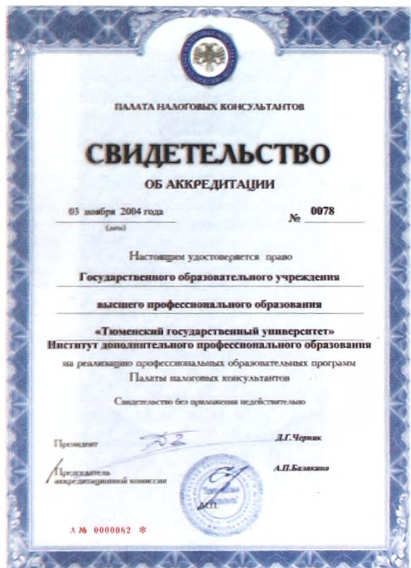 ПАЛАТА НАЛОГОВЫХ КОНСУЛЬТАНТОВ
СВИДЕТЕЛЬСТВО
ОБ АККРЕДИТАЦИИ
03 ноября 2004 года
№ 0078
(дата)
Настоящим удостоверяется право
Государственного образовательного учреждения
высшего профессионального образования
«Тюменский государственный университет»
Институт дополнительного профессионального образования
на реализацию профессиональных образовательных программ
Палаты налоговых консультантов
Свидетельство без приложения недействительно
Президент
Д.Г.Черник
Председатель
аккредитационной комиссии
А.П.Балакина
М.П.
А № 0000082 *